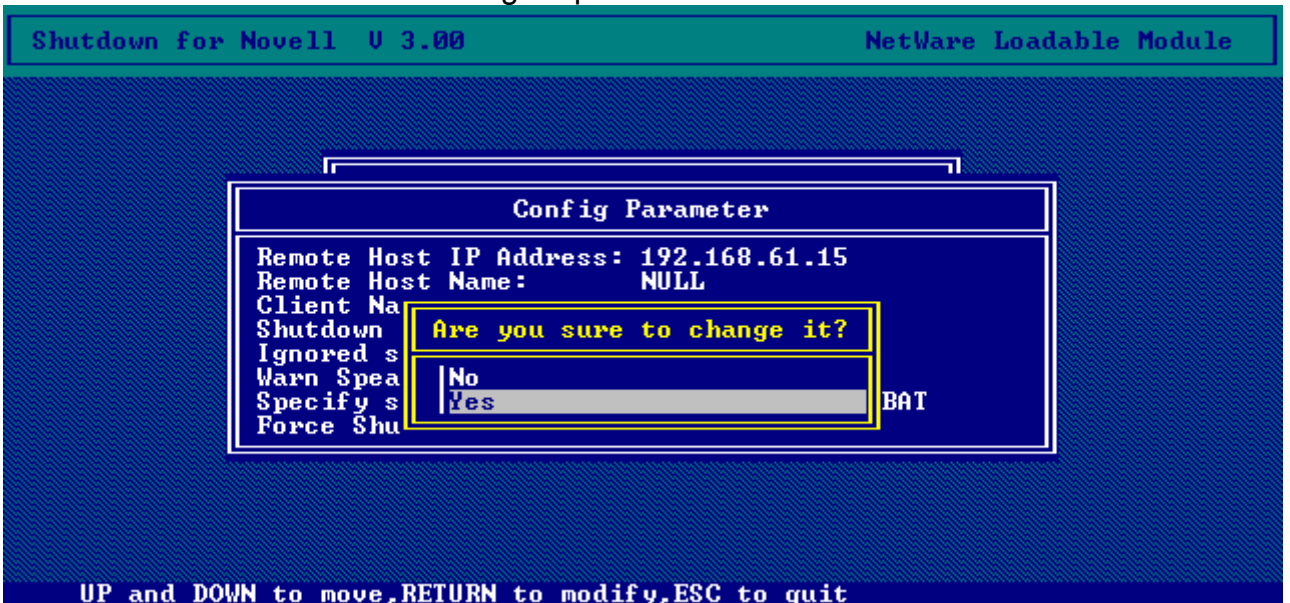 Shutdown for Novell V 3.00 NetWare Loadable Module
Config Parameter
Remote Host IP Address: 192.168.61.15
Remote Host Name: NULL
Client Na
Shutdown
Ignored s
Warn Spea
Specify s BAT
Force Shu
Are you sure to change it?
No
Yes
UP and DOWN to move,RETURN to modify,ESC to quit